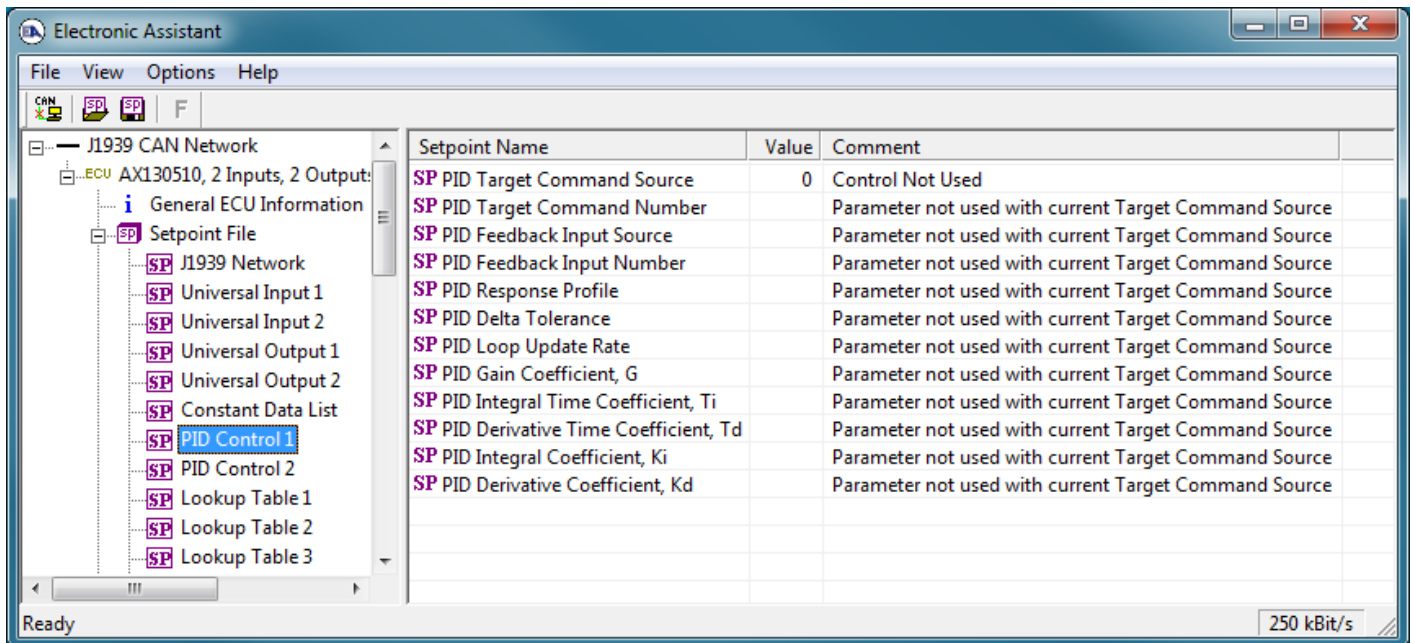 EA Electronic Assistant
File View Options Help
CAN SP SP F
J1939 CAN Network
ECU AX130510, 2 Inputs, 2 Outputs
i General ECU Information
SP Setpoint File
SP J1939 Network
SP Universal Input 1
SP Universal Input 2
SP Universal Output 1
SP Universal Output 2
SP Constant Data List
SP PID Control 1
SP PID Control 2
SP Lookup Table 1
SP Lookup Table 2
SP Lookup Table 3
Setpoint Name Value Comment
SP PID Target Command Source 0 Control Not Used
SP PID Target Command Number Parameter not used with current Target Command Source
SP PID Feedback Input Source Parameter not used with current Target Command Source
SP PID Feedback Input Number Parameter not used with current Target Command Source
SP PID Response Profile Parameter not used with current Target Command Source
SP PID Delta Tolerance Parameter not used with current Target Command Source
SP PID Loop Update Rate Parameter not used with current Target Command Source
SP PID Gain Coefficient, G Parameter not used with current Target Command Source
SP PID Integral Time Coefficient, Ti Parameter not used with current Target Command Source
SP PID Derivative Time Coefficient, Td Parameter not used with current Target Command Source
SP PID Integral Coefficient, Ki Parameter not used with current Target Command Source
SP PID Derivative Coefficient, Kd Parameter not used with current Target Command Source
Ready 250 kBit/s